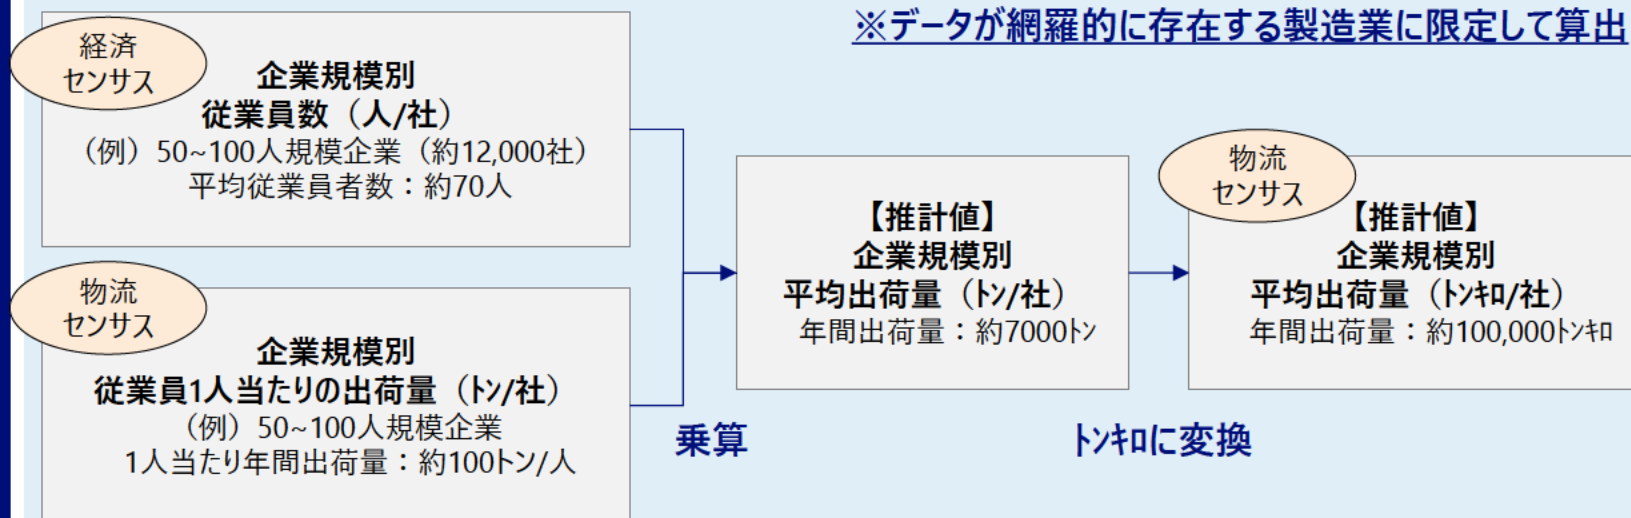 ※データが網羅的に存在する製造業に限定して算出
経済
センサス
企業規模別
従業員数（人/社）
（例）50~100人規模企業（約12,000社）
平均従業員者数：約70人
物流
センサス
企業規模別
従業員1人当たりの出荷量（トン/社）
（例）50~100人規模企業
1人当たり年間出荷量：約100トン/人
乗算
【推計値】
企業規模別
平均出荷量（トン/社）
年間出荷量：約7000トン
トンキロに変換
物流
センサス
【推計値】
企業規模別
平均出荷量（トンキロ/社）
年間出荷量：約100,000トンキロ